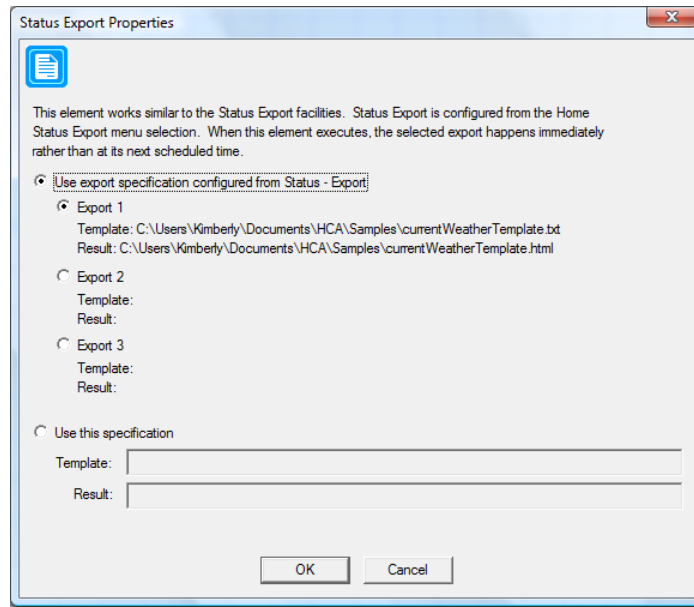 Status Export Properties
This element works similar to the Status Export facilities. Status Export is configured from the Home
Status Export menu selection. When this element executes, the selected export happens immediately
rather than at its next scheduled time.
Use export specification configured from Status - Export
Export 1
Template: C:\Users\Kimberly\Documents\HCA\Samples\currentWeatherTemplate.txt
Result: C:\Users\Kimberly\Documents\HCA\Samples\currentWeatherTemplate.html
Export 2
Template:
Result:
Export 3
Template:
Result:
Use this specification
Template:
Result:
OK Cancel